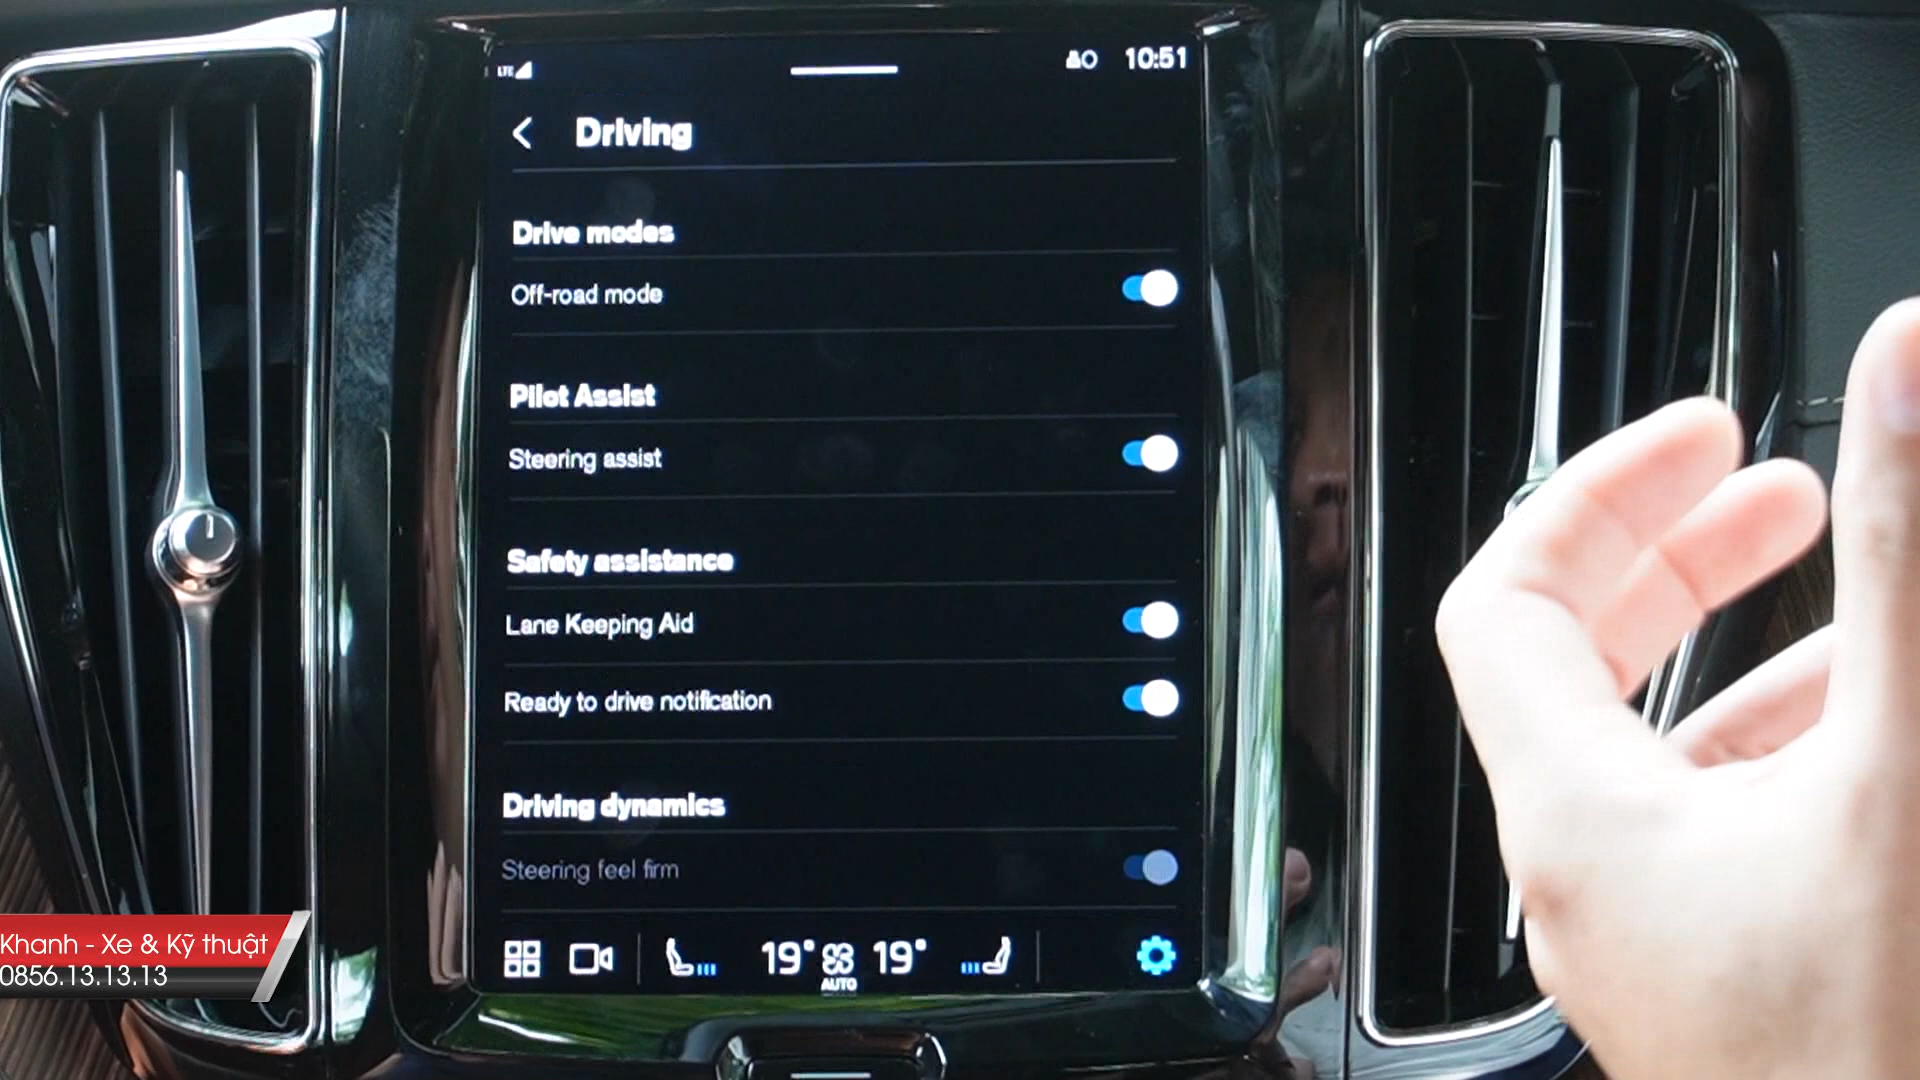 LTE
10:51
Driving
Drive modes
Off-road mode
Pilot Assist
Steering assist
Safety assistance
Lane Keeping Aid
Ready to drive notification
Driving dynamics
Steering feel firm
19° 19°
AUTO
Khanh - Xe & Kỹ thuật
0856.13.13.13